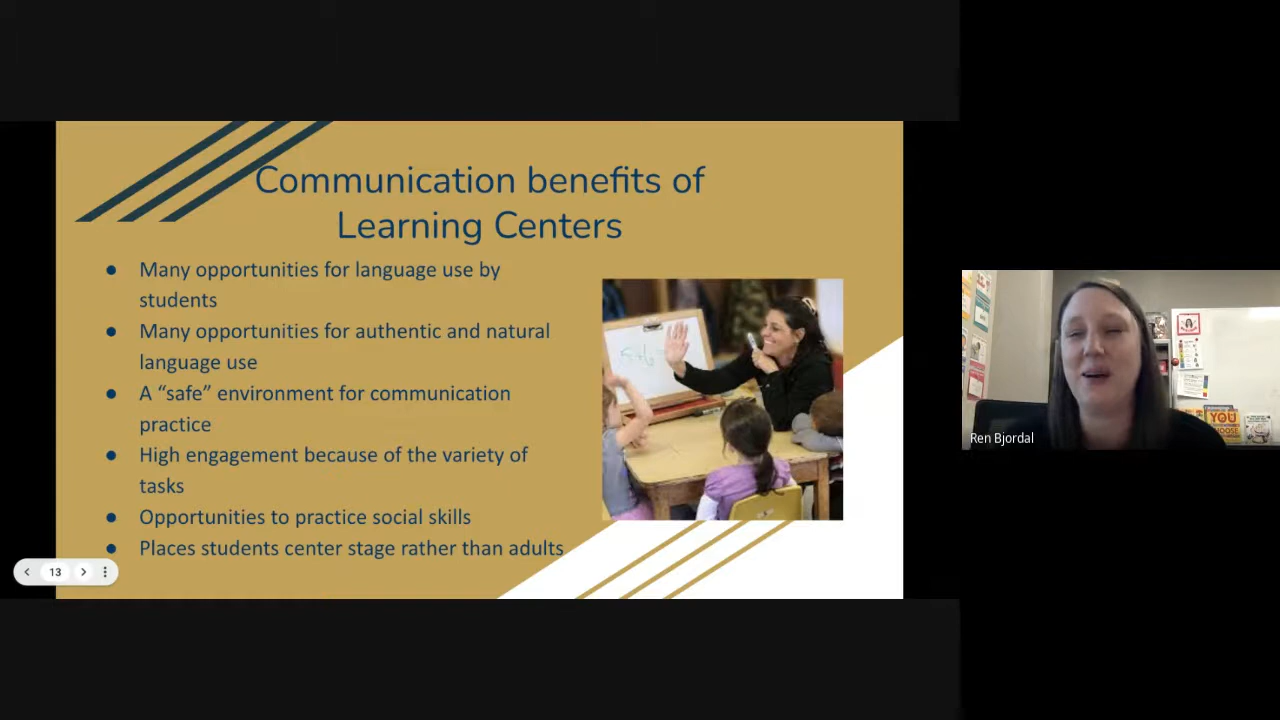 Communication benefits of
Learning Centers
● Many opportunities for language use by
students
● Many opportunities for authentic and natural
language use
● A “safe” environment for communication
practice
● High engagement because of the variety of
tasks
● Opportunities to practice social skills
● Places students center stage rather than adults
13
Ren Bjordal
YOU
CHOOSE